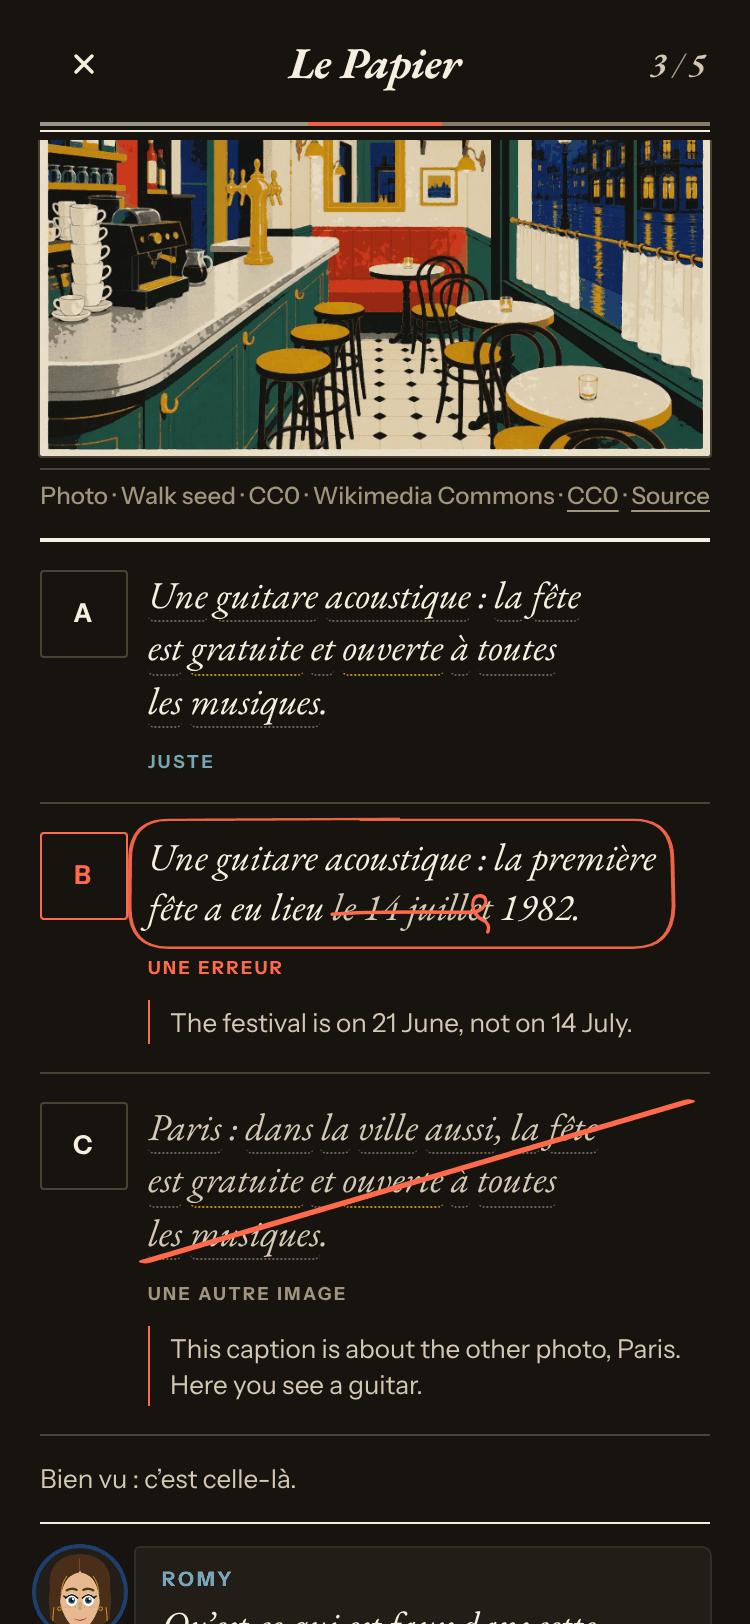 Le Papier
3 / 5
Photo · Walk seed · CC0 · Wikimedia Commons · CC0 · Source
A
Une guitare acoustique : la fête
est gratuite et ouverte à toutes
les musiques.
JUSTE
B
Une guitare acoustique : la première
fête a eu lieu le 14 juillet 1982.
UNE ERREUR
The festival is on 21 June, not on 14 July.
C
Paris : dans la ville aussi, la fête
est gratuite et ouverte à toutes
les musiques.
UNE AUTRE IMAGE
This caption is about the other photo, Paris.
Here you see a guitar.
Bien vu : c’est celle-là.
ROMY